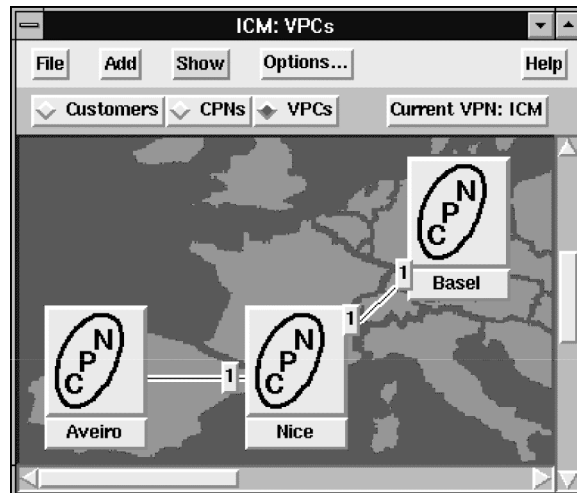 ICM: VPCs
File Add Show Options... Help
Customers CPNs VPCs Current VPN: ICM
CPN
1
Basel
1
CPN
1
CPN
Aveiro
Nice